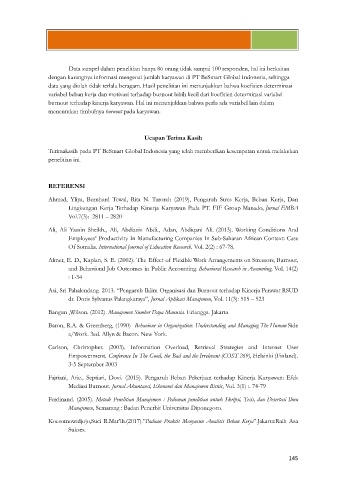 Data sampel dalam penelitian hanya 86 orang tidak sampai 100 responden, hal ini berkaitan
dengan kurangnya informasi mengenai jumlah karyawan di PT BeSmart Global Indonesia, sehingga
data yang diolah tidak terlalu beragam. Hasil penelitian ini menunjukkan bahwa koefisien determinasi
variabel beban kerja dan motivasi terhadap burnout lebih kecil dari koefisien determinasi variabel
burnout terhadap kinerja karyawan. Hal ini menunjukkan bahwa perlu ada variabel lain dalam
menentukan timbulnya burnout pada karyawan.
Ucapan Terima Kasih
Terimakasih pada PT BeSmart Global Indonesia yang telah memberikan kesempatan untuk melakukan
penelitian ini.
REFERENSI
Ahmad, Yliya, Bernhard Tewal, Rita N. Taroreh (2019), Pengaruh Stres Kerja, Beban Kerja, Dan
Lingkungan Kerja Terhadap Kinerja Karyawan Pada PT. FIF Group Manado, Jurnal EMBA
Vol.7(3): 2811 – 2820
Ali, Ali Yassin Sheikh., Ali, Abdiaziz Abdi., Adan, Abdiqani Ali. (2013). Working Conditions And
Employees' Productivity In Manufacturing Companies In Sub-Saharan African Context: Case
Of Somalia. International Journal of Education Research. Vol. 2(2) : 67-78.
Almer, E. D., Kaplan, S. E. (2002). The Effect of Flexible Work Arrangements on Stressors, Burnout,
and Behavioral Job Outcomes in Public Accounting. Behavioral Research in Accounting, Vol. 14(2)
: 1-34
Asi, Sri Pahalendang. 2013. "Pengaruh Iklim Organisasi dan Burnout terhadap Kinerja Perawat RSUD
dr. Doris Sylvanus Palangkaraya", Jurnal Aplikasi Manajemen, Vol. 11(3): 515 – 523
Bangun ,Wilson. (2012). Manajemen Sumber Daya Manusia. Erlangga. Jakarta
Baron, R.A. & Greenberg. (1990). Behaviour in Organization: Understanding and Managing The Human Side
o/Work. 3ed. Allyn & Bacon. New York.
Carlson, Christopher. (2003), Information Overload, Retrieval Strategies and Internet User
Empowerment. Conference In The Good, the Bad and the Irrelevant (COST 269), Helsinki (Finland),
3-5 September 2003
Fajriani, Arie., Septiari, Dovi. (2015). Pengaruh Beban Pekerjaan terhadap Kinerja Karyawan: Efek
Mediasi Burnout. Jurnal Akuntansi, Ekonomi dan Manajemen Bisnis, Vol. 3(1) : 74-79
Ferdinand. (2005). Metode Penelitian Manajemen : Pedoman penelitian untuk Skripsi, Tesis, dan Disertasi Ilmu
Manajemen, Semarang : Badan Penerbit Universitas Diponegoro.
Koesomowidjojo,Suci R.Mar'ih.(2017)."Panduan Praktis Menyusun Analisis Beban Kerja".Jakarta:Raih Asa
Sukses.
145